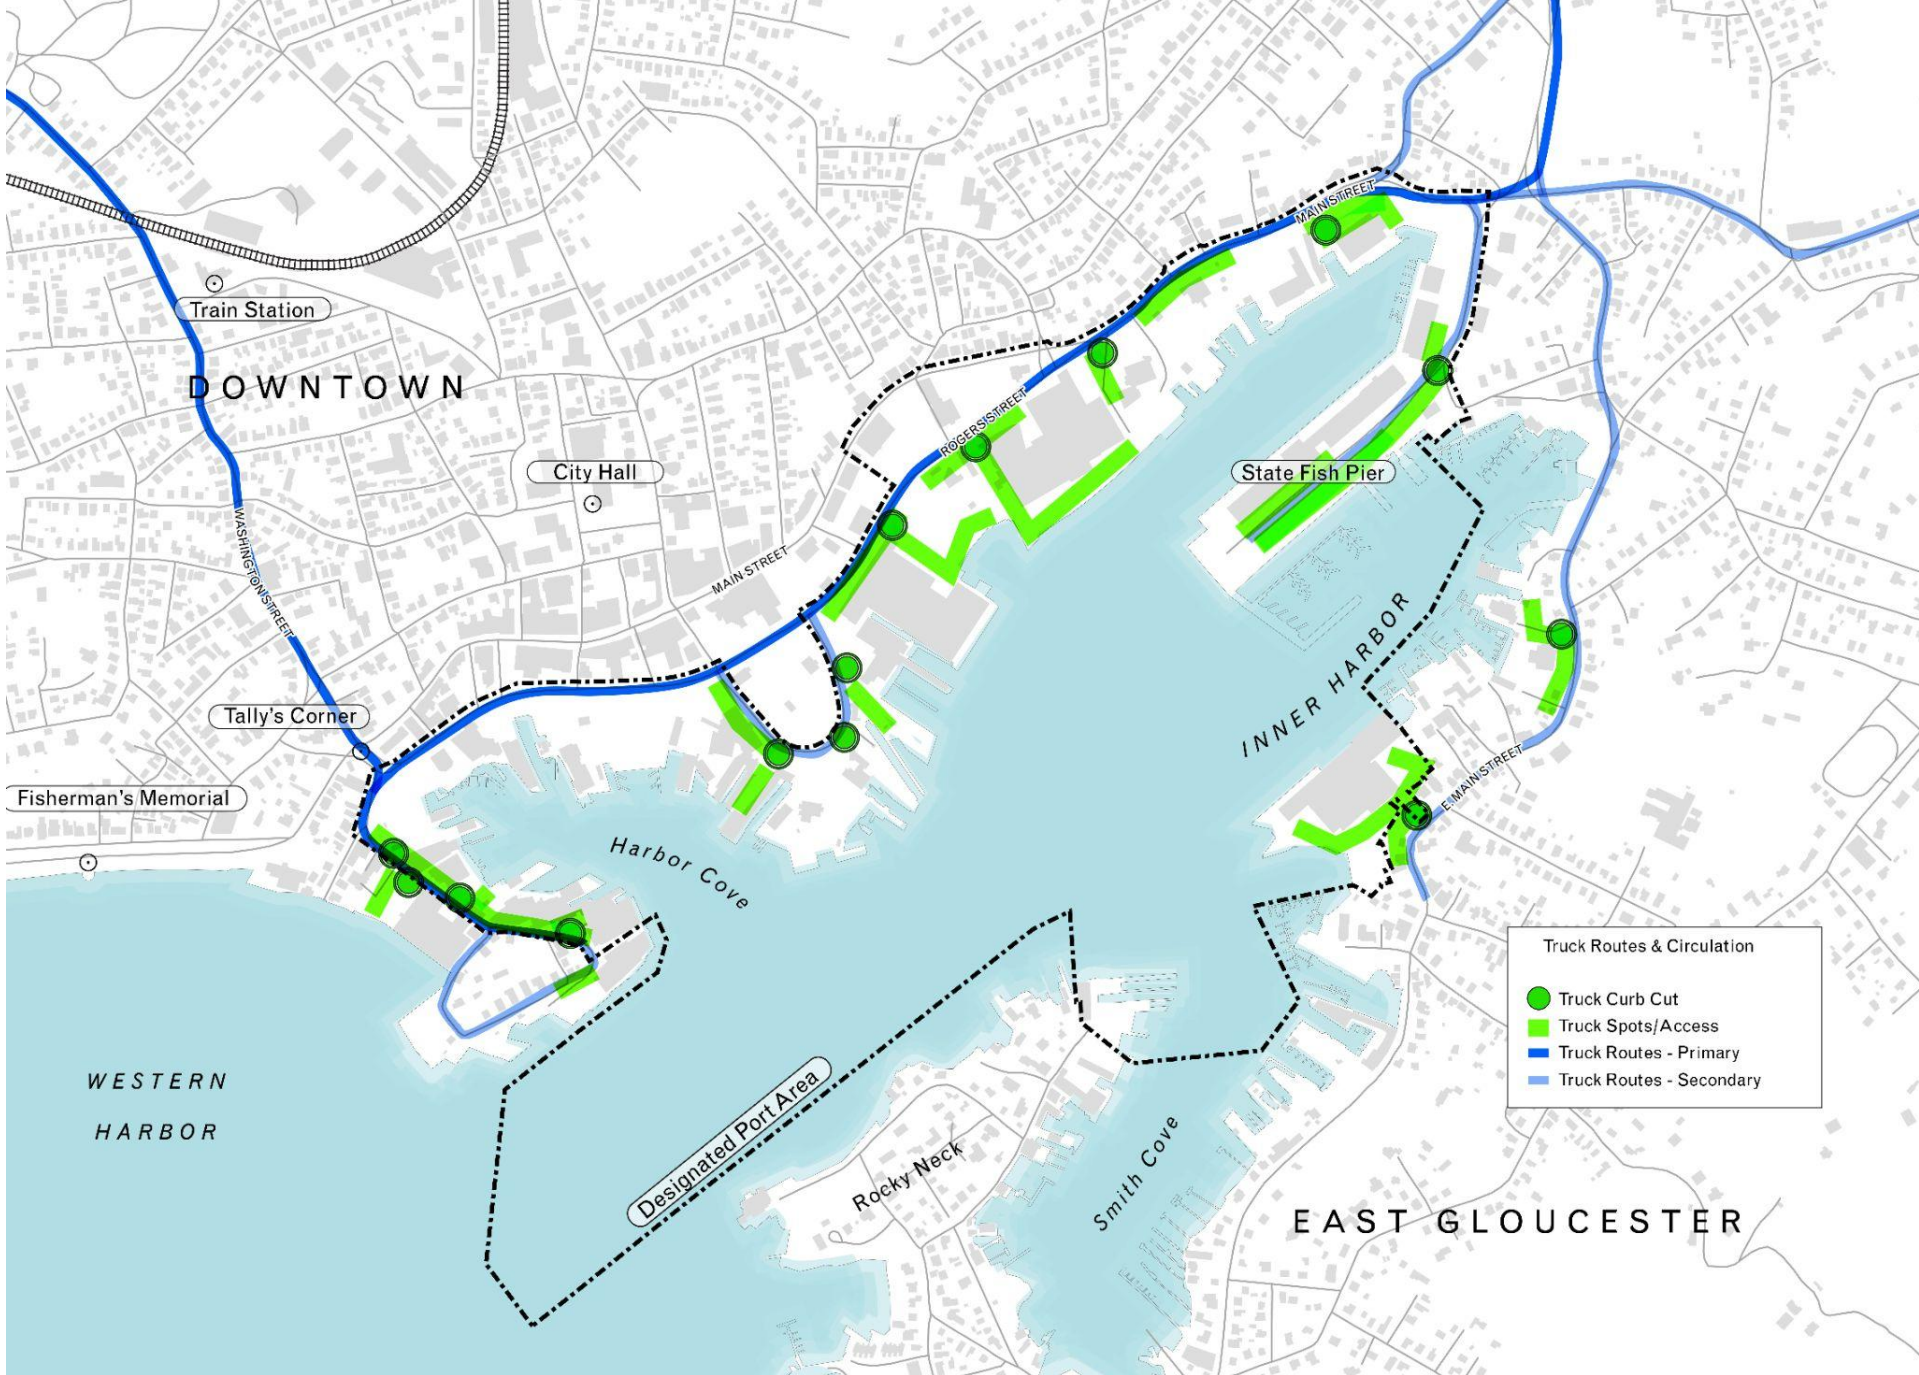 MAIN STREET
Train Station
DOWNTOWN
ROGERS STREET
City Hall
State Fish Pier
WASHINGTON STREET
MAIN STREET
INNER HARBOR
Tally's Corner
E. MAIN STREET
Fisherman's Memorial
Harbor Cove
Truck Routes & Circulation
Truck Curb Cut
Truck Spots/Access
Truck Routes - Primary
Truck Routes - Secondary
WESTERN
HARBOR
Designated Port Area
Rocky Neck
Smith Cove
EAST GLOUCESTER